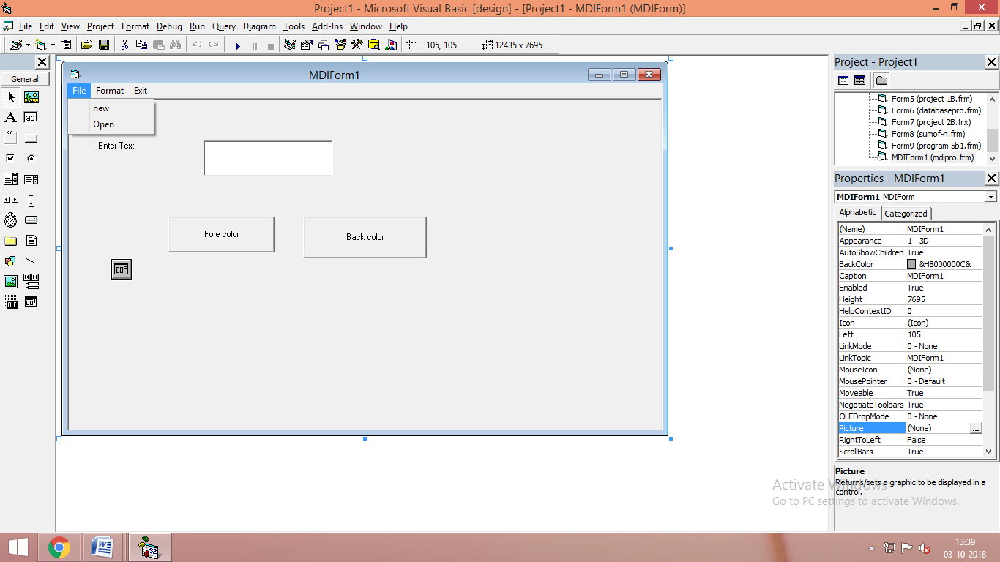 Project1 - Microsoft Visual Basic [design] - [Project1 - MDIForm1 (MDIForm)]
File Edit View Project Format Debug Run Query Diagram Tools Add-Ins Window Help
105, 105 12435 x 7695
General
A ab|
XY
OLE
MDIForm1
File Format Exit
new
Open
Enter Text
Fore color Back color
Project - Project1
Form5 (project 1B.frm)
Form6 (databasepro.frm)
Form7 (project 2B.frx)
Form8 (sumof-n.frm)
Form9 (program 5b1.frm)
MDIForm1 (mdipro.frm)
Properties - MDIForm1
MDIForm1 MDIForm
Alphabetic Categorized
(Name) MDIForm1
Appearance 1 - 3D
AutoShowChildren True
BackColor &H8000000C&
Caption MDIForm1
Enabled True
Height 7695
HelpContextID 0
Icon (Icon)
Left 105
LinkMode 0 - None
LinkTopic MDIForm1
MouseIcon (None)
MousePointer 0 - Default
Moveable True
NegotiateToolbars True
OLEDropMode 0 - None
Picture (None) ...
RightToLeft False
ScrollBars True
Picture
Returns/sets a graphic to be displayed in a
control.
Activate Windows
Go to PC settings to activate Windows.
32
13:39
03-10-2018